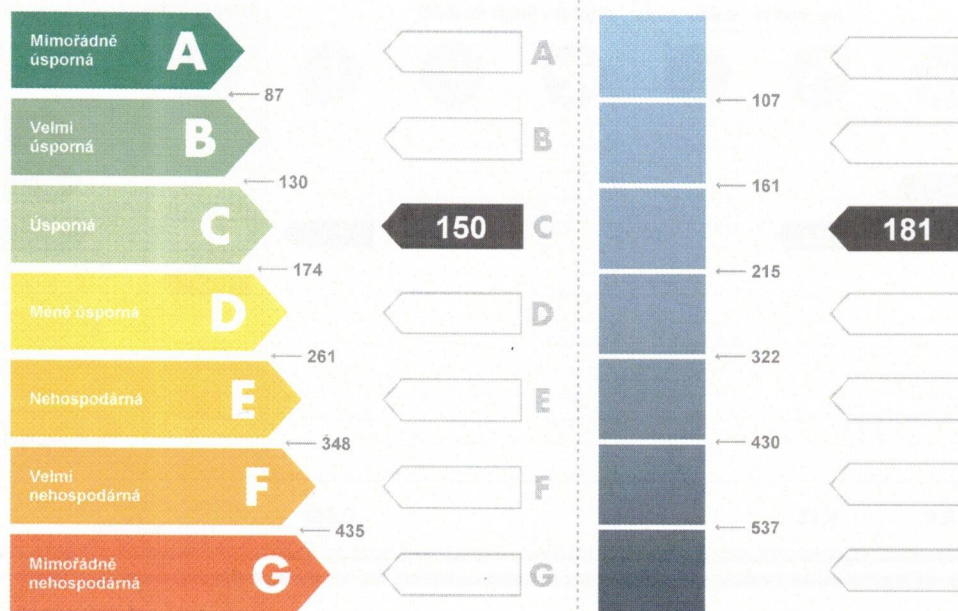 Mimořádně
úsporná
A
A
87
107
Velmi
úsporná
B
B
130
161
Úsporná
C
150
C
181
174
215
Méně úsporná
D
D
261
322
Nehospodárná
E
E
348
430
Velmi
nehospodárná
F
F
435
537
Mimořádně
nehospodárná
G
G